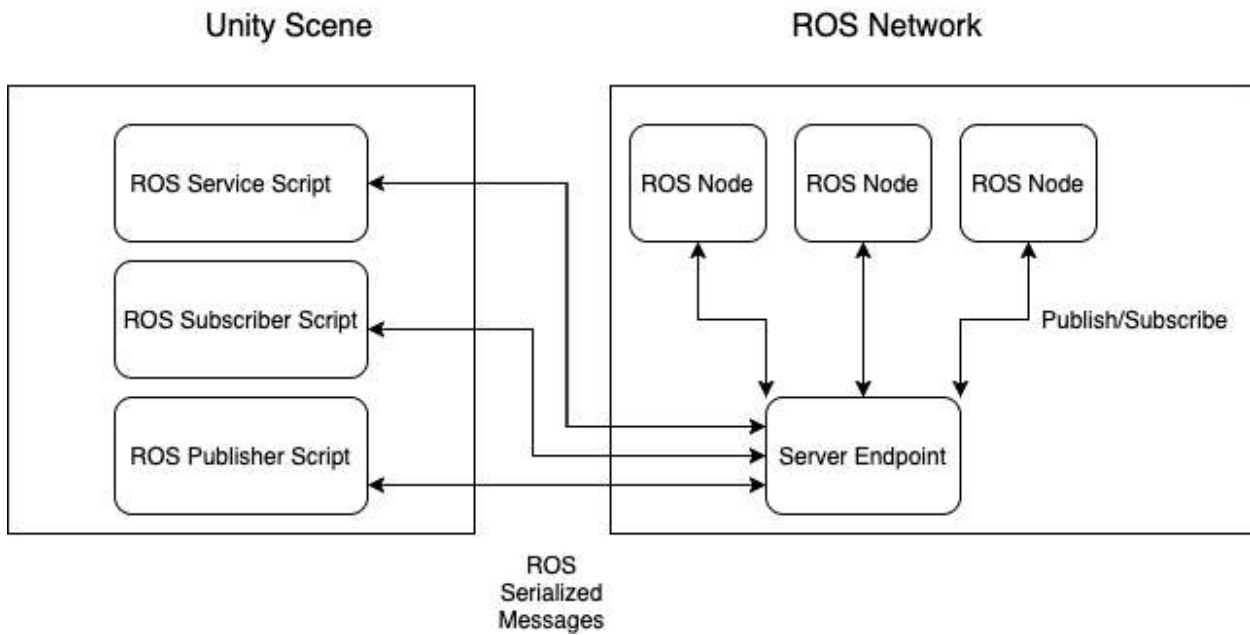 Unity Scene
ROS Network
ROS Service Script
ROS Subscriber Script
ROS Publisher Script
ROS Node
ROS Node
ROS Node
Publish/Subscribe
Server Endpoint
ROS
Serialized
Messages